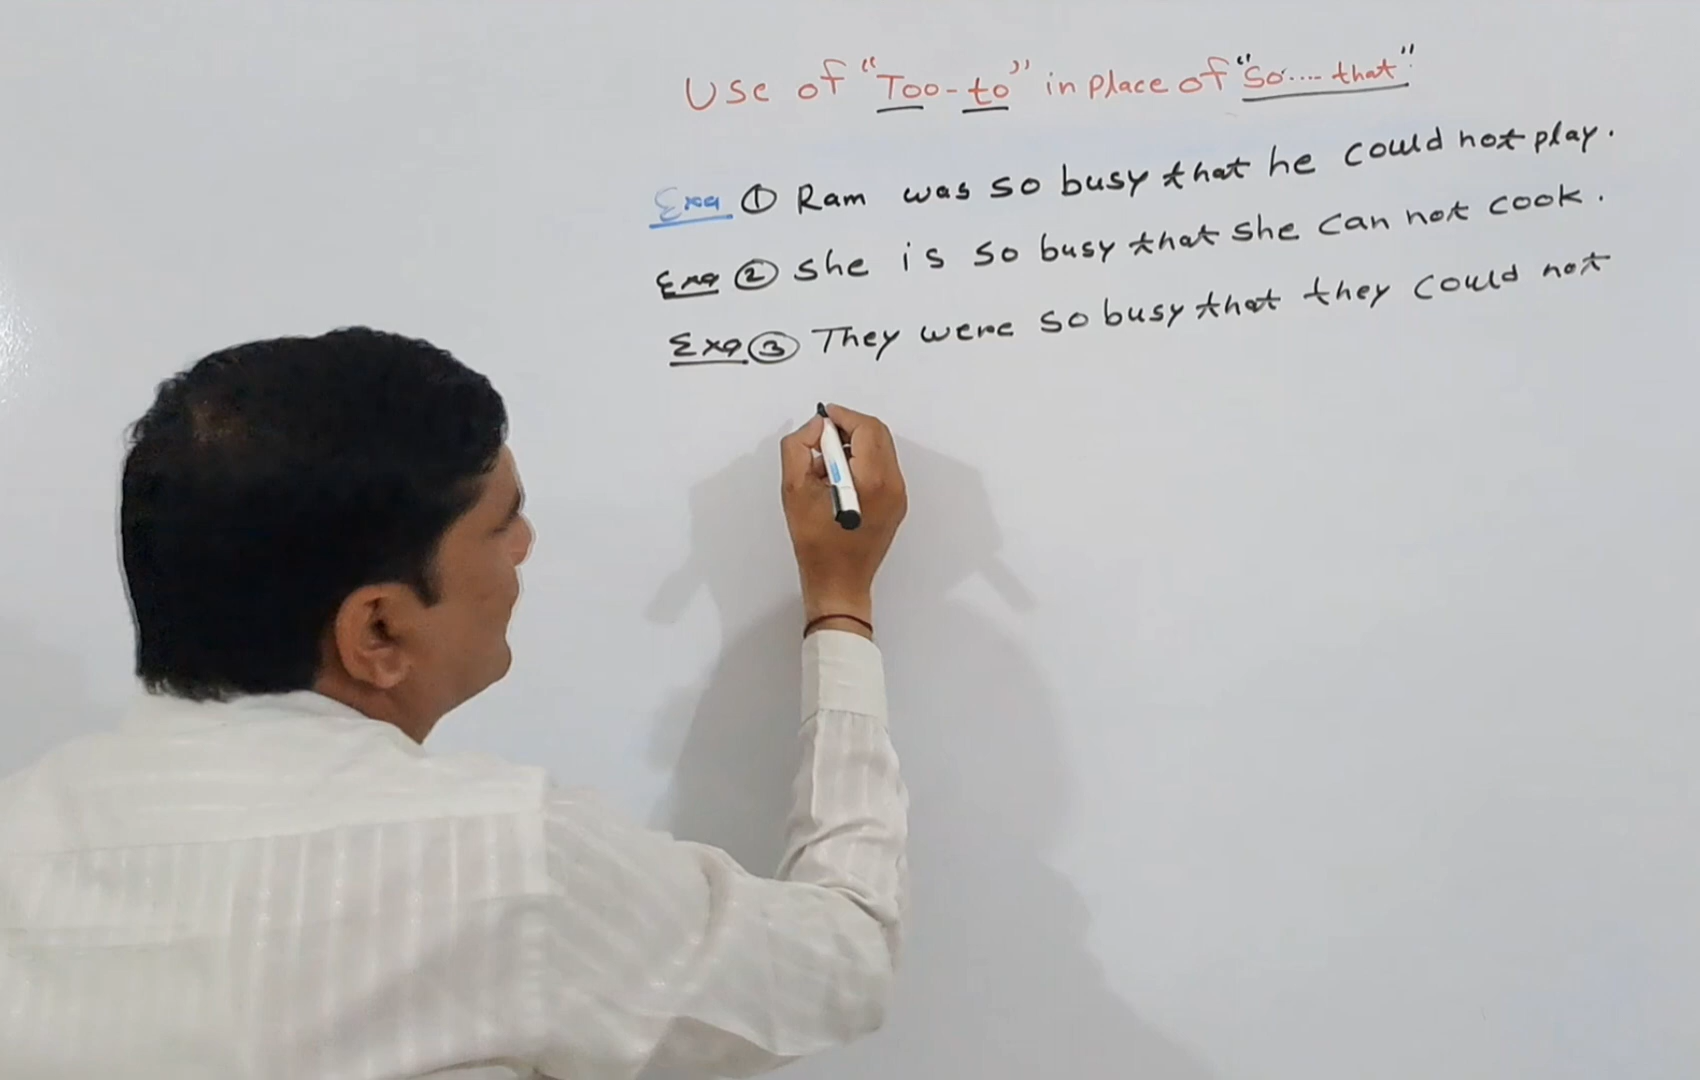 Use of "Too-to" in place of "So.... that"
Exa ① Ram was so busy that he could not play.
Exa ② She is so busy that she can not cook.
Exa ③ They were so busy that they could not